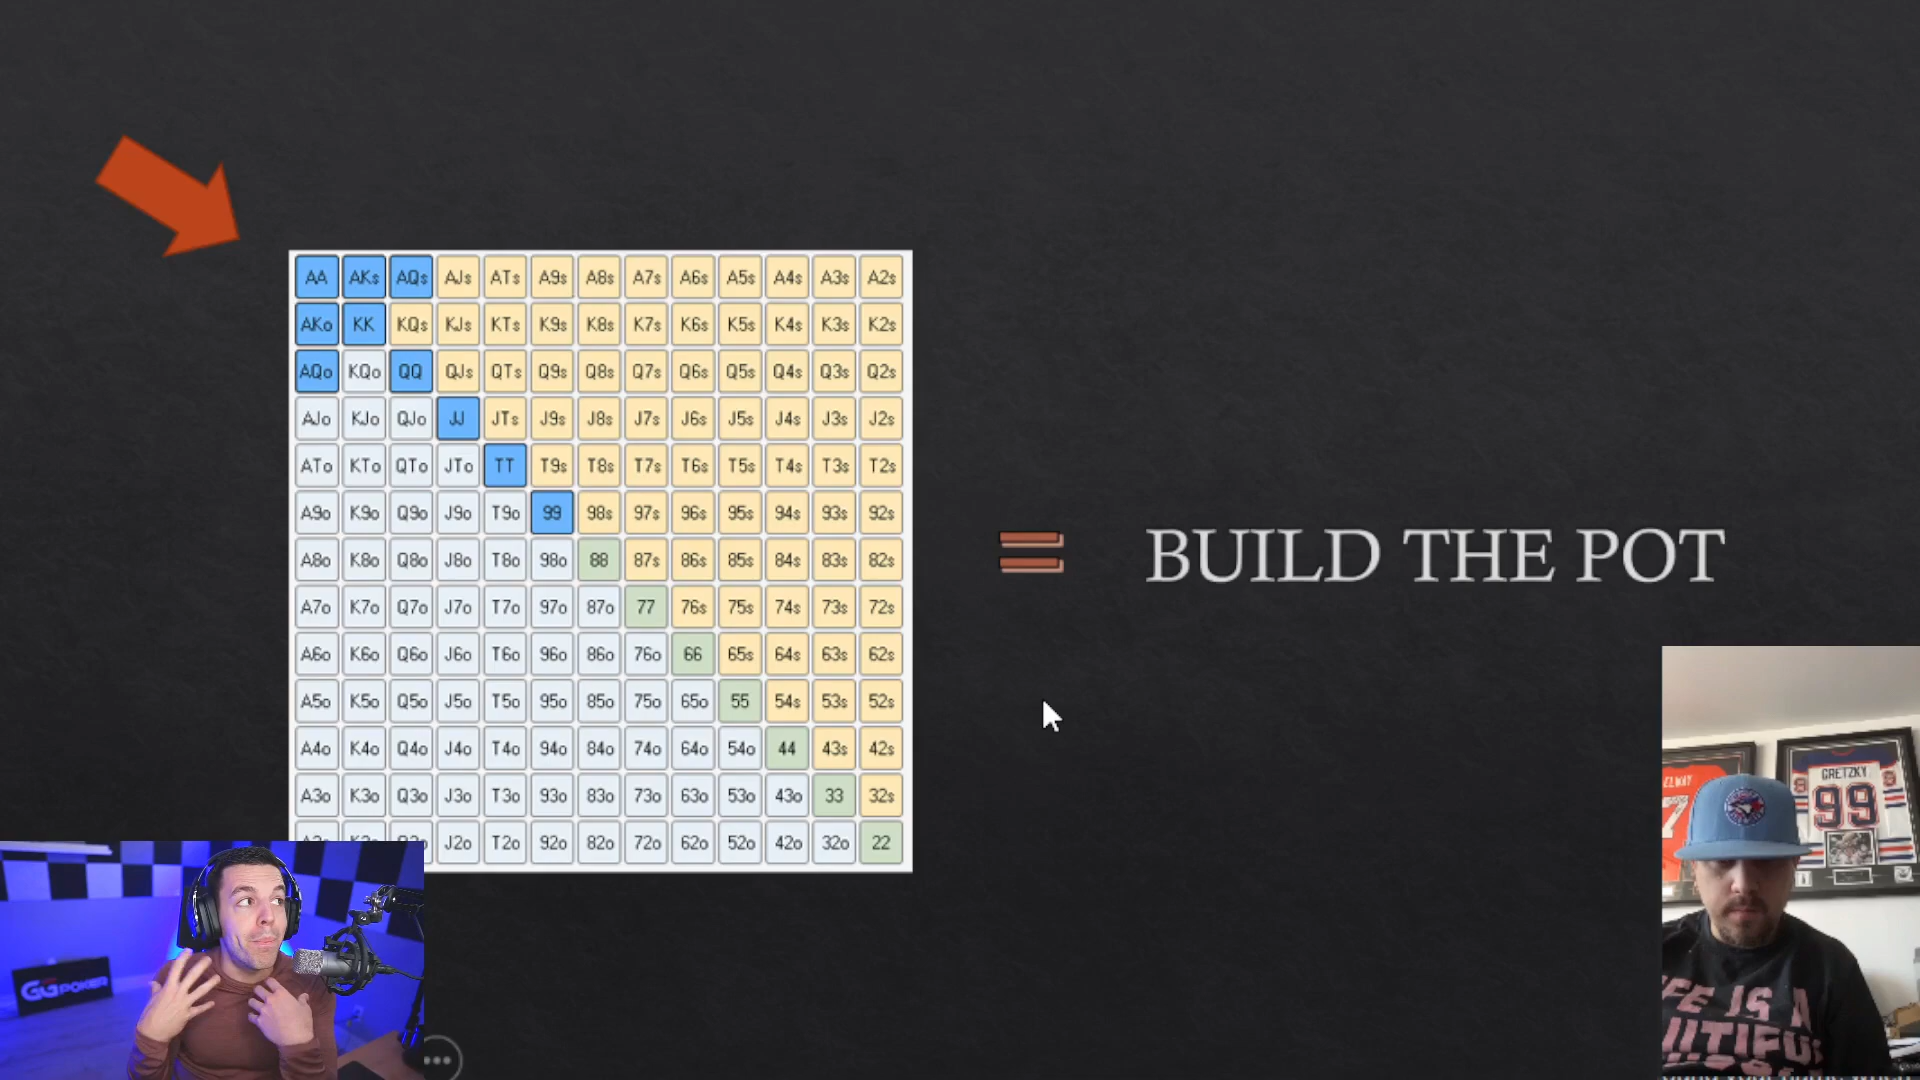 AA AKs AQs AJs ATs A9s A8s A7s A6s A5s A4s A3s A2s
AKo KK KQs KJs KTs K9s K8s K7s K6s K5s K4s K3s K2s
AQo KQo QQ QJs QTs Q9s Q8s Q7s Q6s Q5s Q4s Q3s Q2s
AJo KJo QJo JJ JTs J9s J8s J7s J6s J5s J4s J3s J2s
ATo KTo QTo JTo TT T9s T8s T7s T6s T5s T4s T3s T2s
A9o K9o Q9o J9o T9o 99 98s 97s 96s 95s 94s 93s 92s
A8o K8o Q8o J8o T8o 98o 88 87s 86s 85s 84s 83s 82s
A7o K7o Q7o J7o T7o 97o 87o 77 76s 75s 74s 73s 72s
A6o K6o Q6o J6o T6o 96o 86o 76o 66 65s 64s 63s 62s
A5o K5o Q5o J5o T5o 95o 85o 75o 65o 55 54s 53s 52s
A4o K4o Q4o J4o T4o 94o 84o 74o 64o 54o 44 43s 42s
A3o K3o Q3o J3o T3o 93o 83o 73o 63o 53o 43o 33 32s
J2o T2o 92o 82o 72o 62o 52o 42o 32o 22
= BUILD THE POT
GRETZKY
99
GGPOKER
LIFE IS A